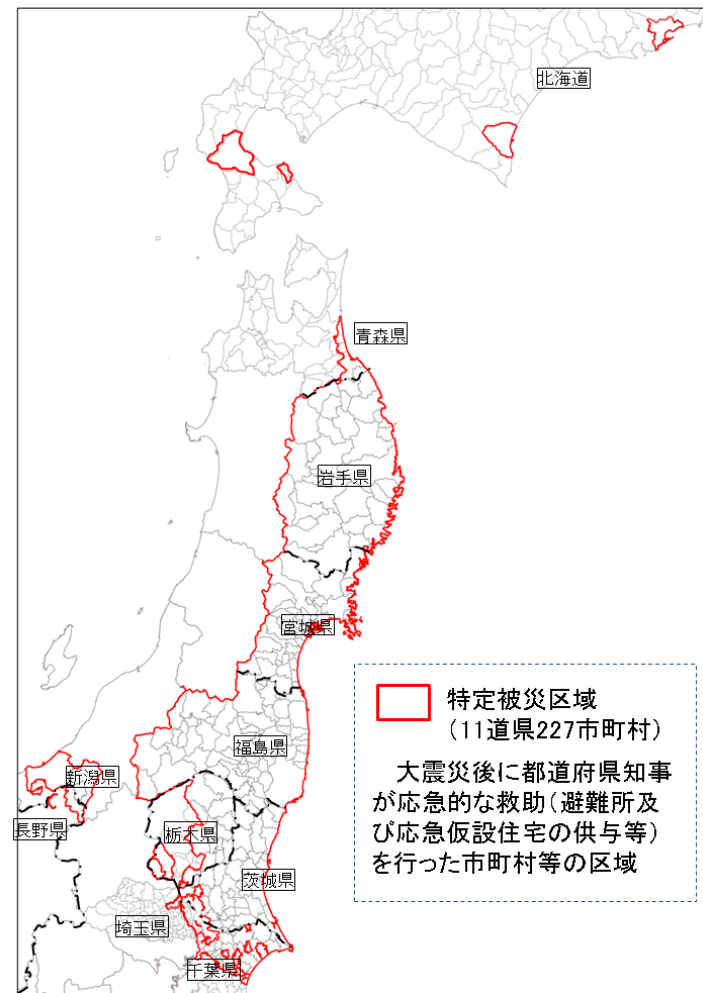 北海道
青森県
岩手県
宮城県
福島県
新潟県
長野県
栃木県
茨城県
埼玉県
千葉県
特定被災区域
(11道県227市町村)
　大震災後に都道府県知事
が応急的な救助(避難所及
び応急仮設住宅の供与等)
を行った市町村等の区域